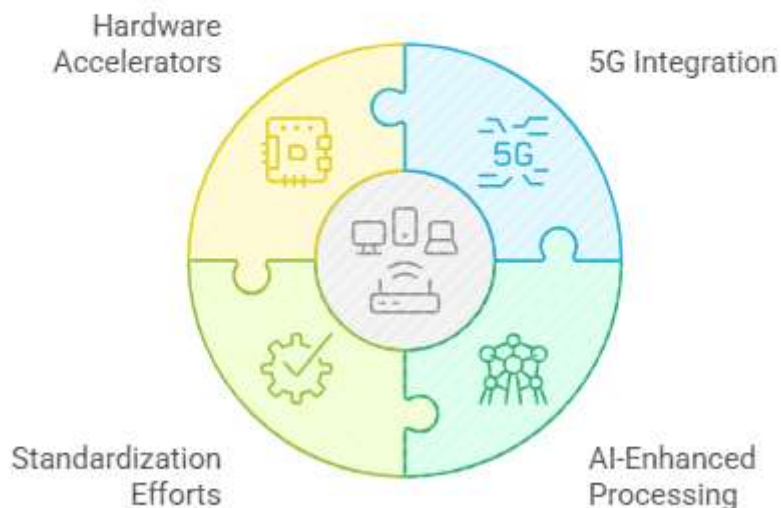 Hardware
Accelerators
5G Integration
5G
Standardization
Efforts
AI-Enhanced
Processing